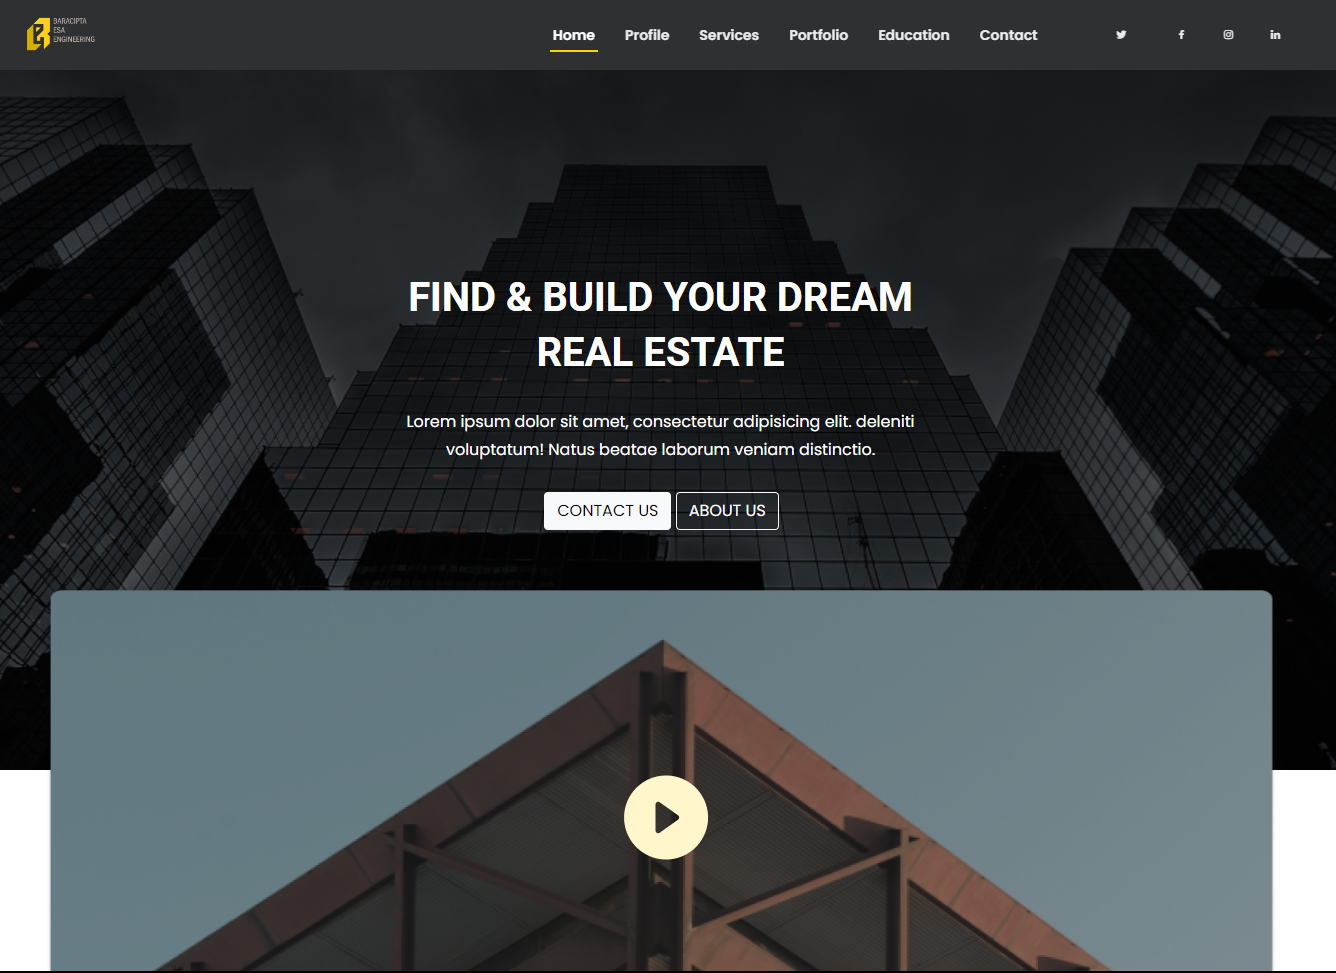 BARACIPTA
ESA
ENGINEERING
Home Profile Services Portfolio Education Contact
FIND & BUILD YOUR DREAM
REAL ESTATE
Lorem ipsum dolor sit amet, consectetur adipisicing elit. deleniti
voluptatum! Natus beatae laborum veniam distinctio.
CONTACT US ABOUT US